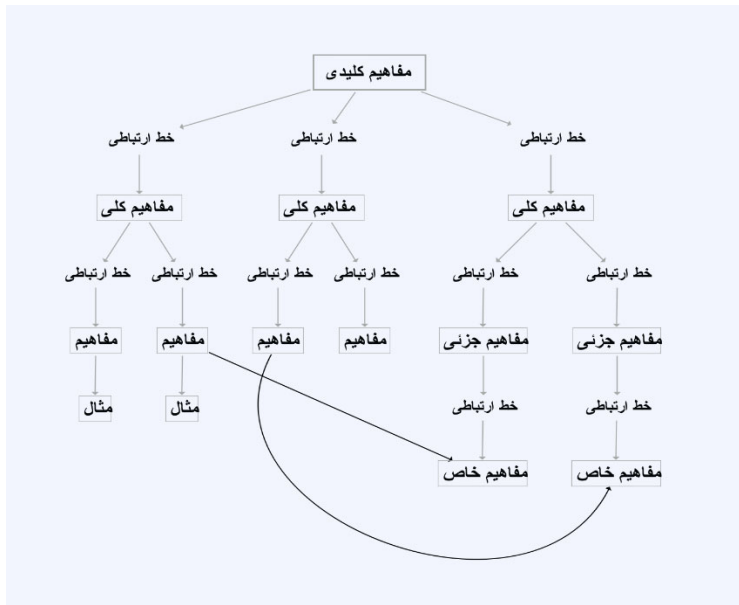 مفاهیم کلیدی
خط ارتباطی خط ارتباطی خط ارتباطی
مفاهیم کلی مفاهیم کلی مفاهیم کلی
خط ارتباطی خط ارتباطی خط ارتباطی خط ارتباطی خط ارتباطی خط ارتباطی
مفاهیم جزئی مفاهیم جزئی مفاهیم مفاهیم مفاهیم مفاهیم
خط ارتباطی خط ارتباطی مثال مثال
مفاهیم خاص مفاهیم خاص